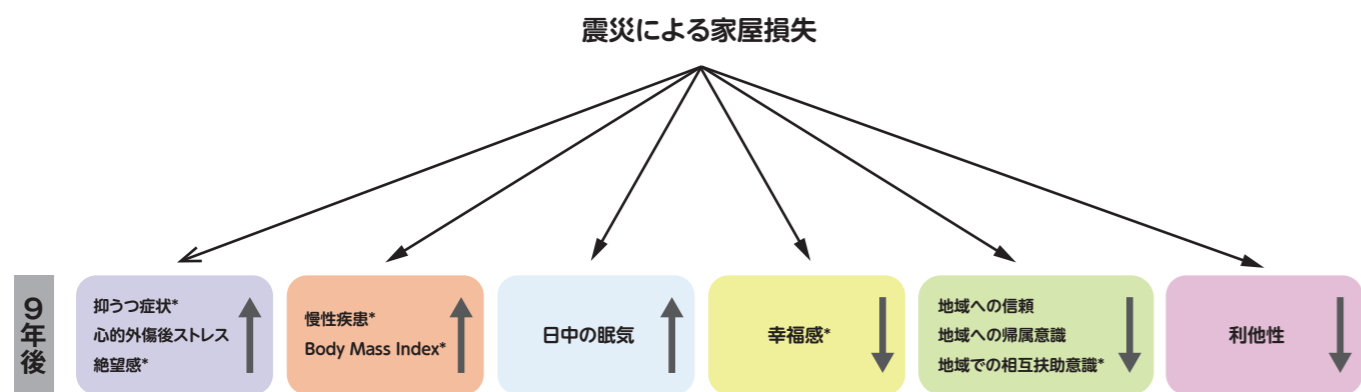 震災による家屋損失
9年後
抑うつ症状*
心的外傷後ストレス
絶望感*
慢性疾患*
Body Mass Index*
日中の眠気
幸福感*
地域への信頼
地域への帰属意識
地域での相互扶助意識*
利他性